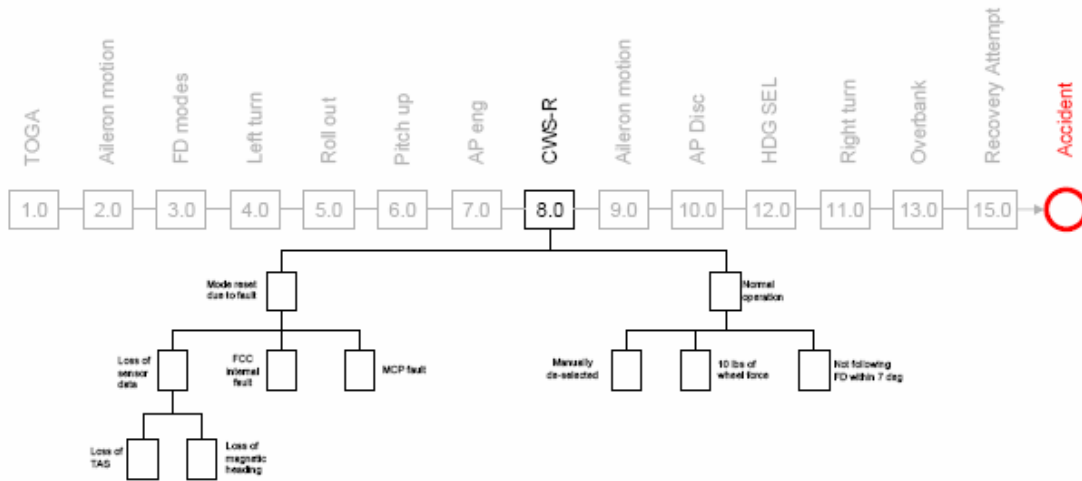 TOGA
Aileron motion
FD modes
Left turn
Roll out
Pitch up
AP eng
CWS-R
Aileron motion
AP Disc
HDG SEL
Right turn
Overbank
Recovery Attempt
Accident
1.0
2.0
3.0
4.0
5.0
6.0
7.0
8.0
9.0
10.0
12.0
11.0
13.0
15.0
Mode reset
due to fault
Normal
operation
Loss of
sensor
data
FCC
internal
fault
MCP fault
Manually
de-selected
10 lbs of
wheel force
Not following
FD within 7 deg
Loss of
TAS
Loss of
magnetic
heading